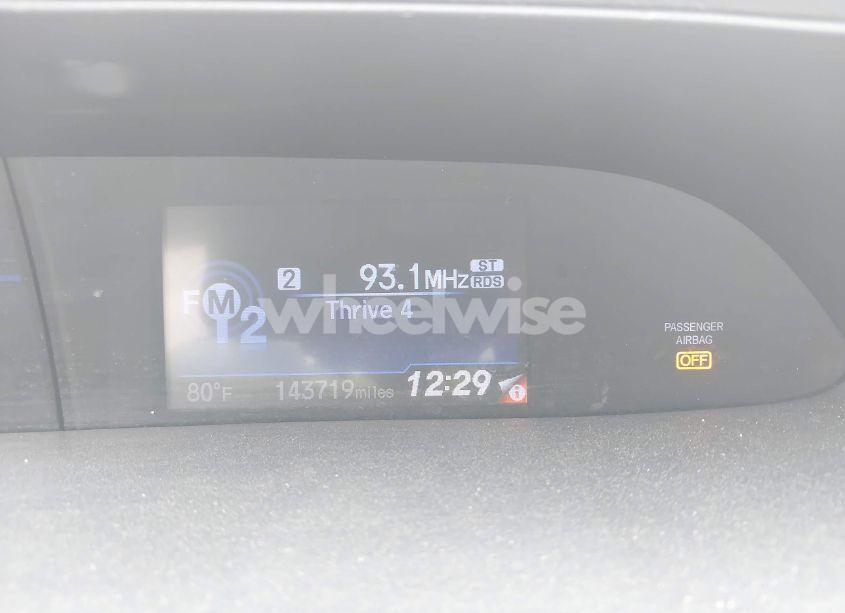 2 93.1MHz ST RDS
FM 12
Thrive 4
wheelwise
PASSENGER
AIRBAG
OFF
80°F 143719miles 12:29 i